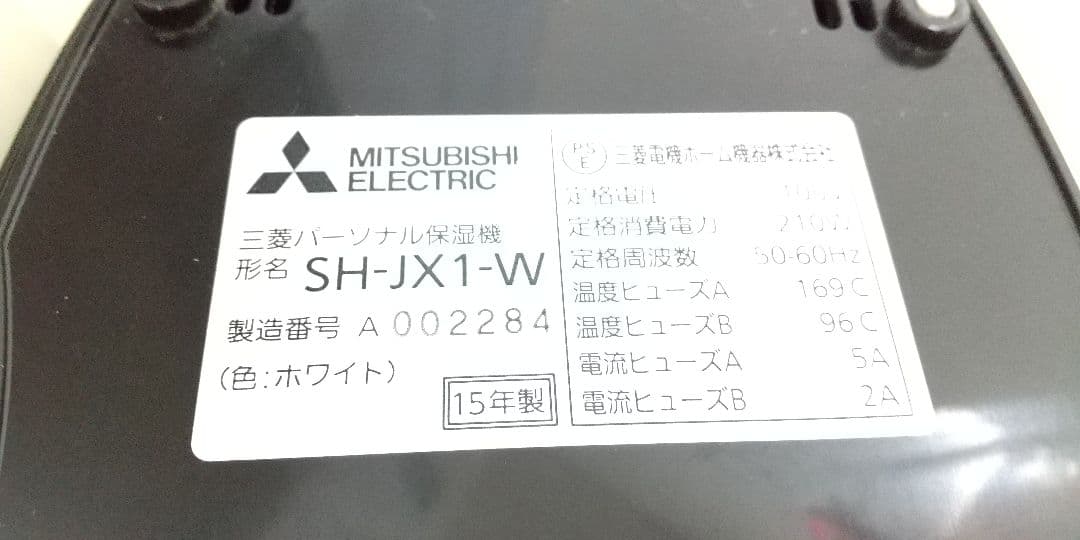 MITSUBISHI
ELECTRIC
三菱パーソナル保湿機
形名 SH-JX1-W
製造番号 A 002284
(色:ホワイト)
15年製
PS
E
三菱電機ホーム機器株式会社
定格電圧
定格消費電力 210W
定格周波数 50-60Hz
温度ヒューズA 169C
温度ヒューズB 96C
電流ヒューズA 5A
電流ヒューズB 2A